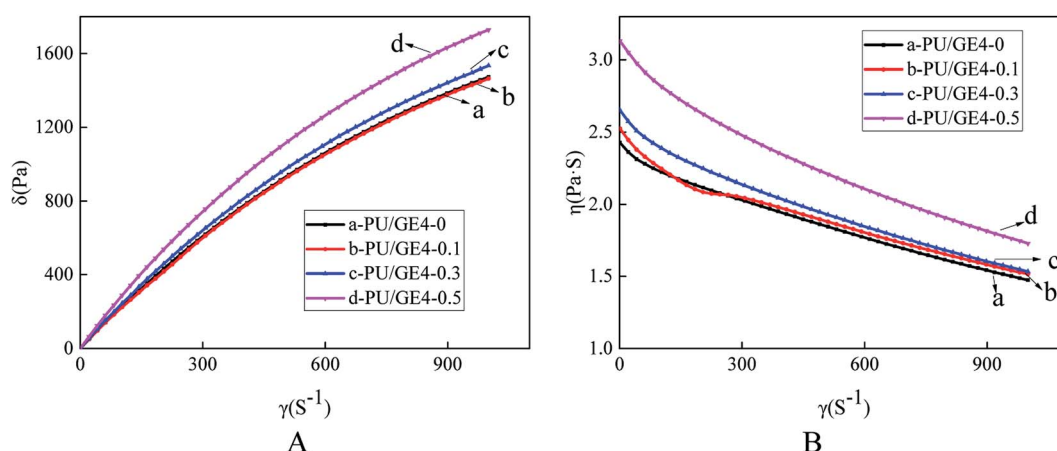 1600
1200
800
400
0
δ(Pa)
0
300
600
900
γ(S⁻¹)
d
c
b
a
a-PU/GE4-0
b-PU/GE4-0.1
c-PU/GE4-0.3
d-PU/GE4-0.5
A
3.0
2.5
2.0
1.5
1.0
η(Pa·S)
0
300
600
900
γ(S⁻¹)
a-PU/GE4-0
b-PU/GE4-0.1
c-PU/GE4-0.3
d-PU/GE4-0.5
d
c
b
a
B